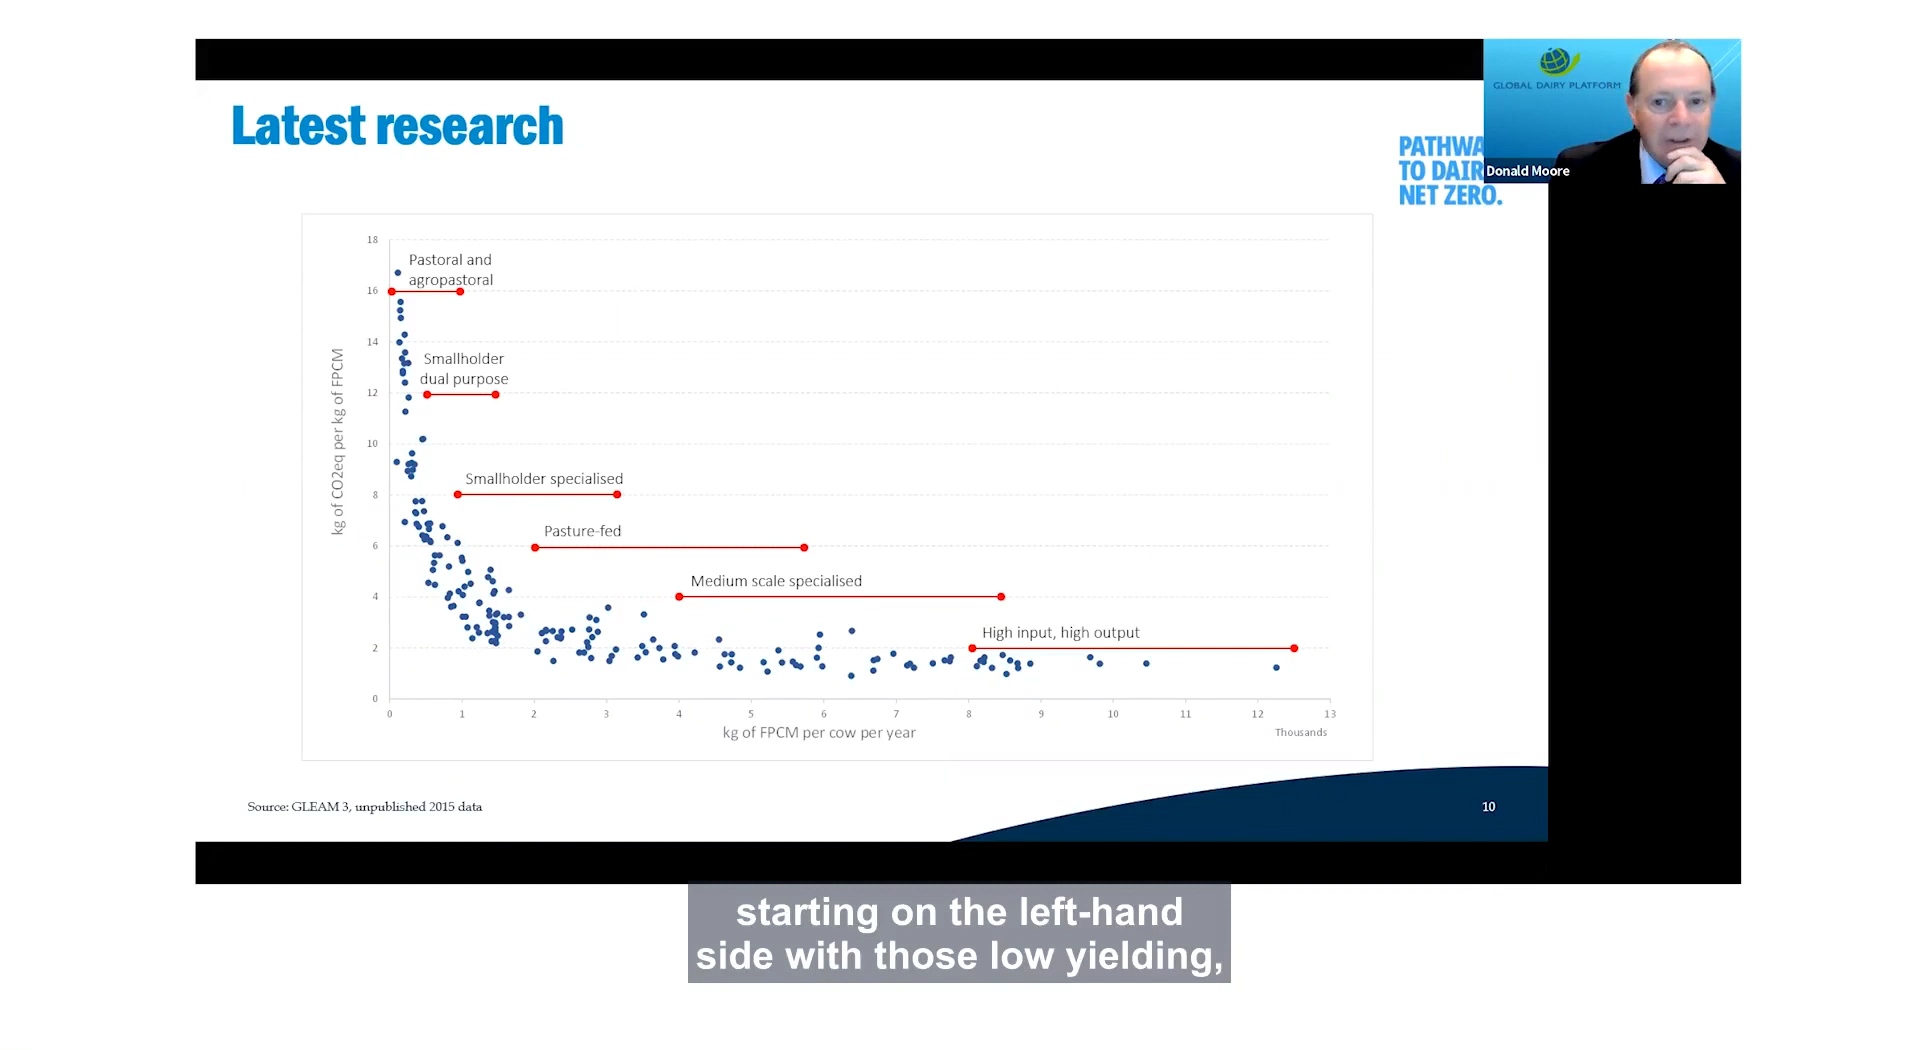 Latest research
GLOBAL DAIRY PLATFORM
Donald Moore
PATHWA
TO DAIR
NET ZERO.
18
16
14
12
10
8
6
4
2
0
kg of CO2eq per kg of FPCM
Pastoral and
agropastoral
Smallholder
dual purpose
Smallholder specialised
Pasture-fed
Medium scale specialised
High input, high output
0 1 2 3 4 5 6 7 8 9 10 11 12 13
kg of FPCM per cow per year
Thousands
Source: GLEAM 3, unpublished 2015 data
10
starting on the left-hand
side with those low yielding,